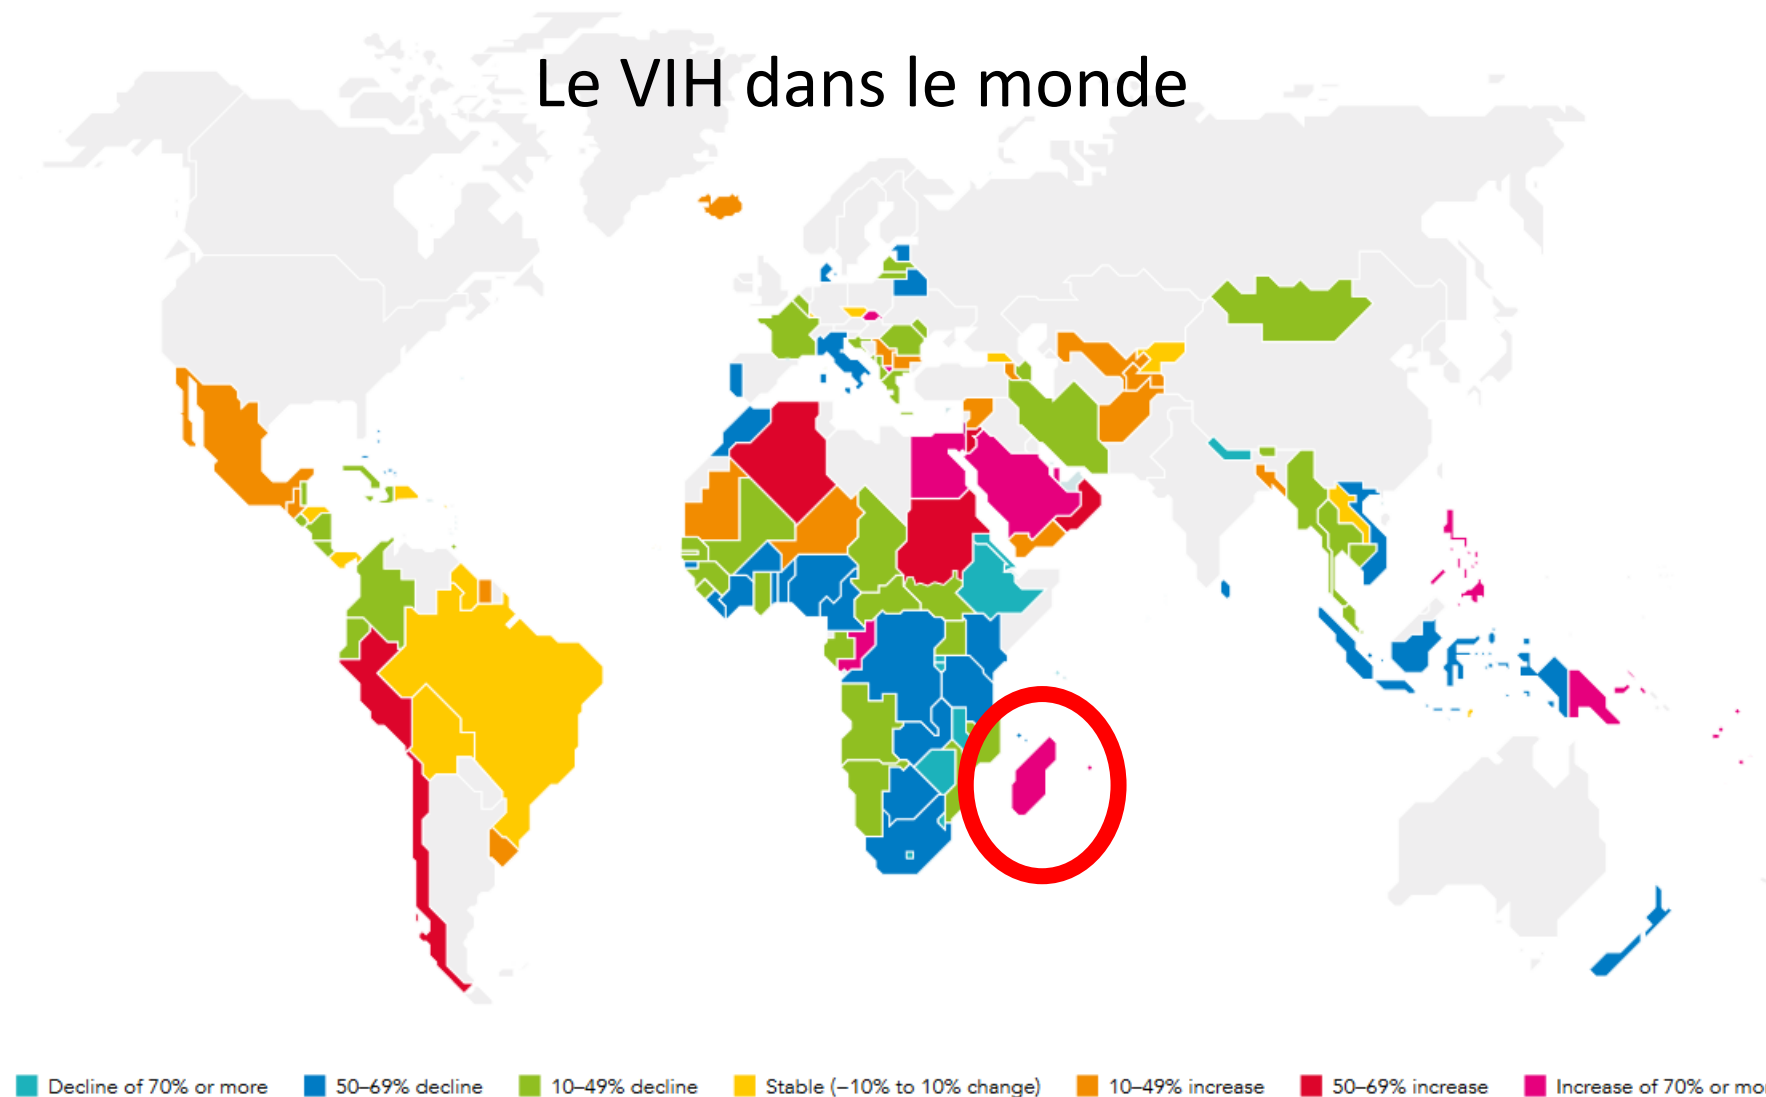 Le VIH dans le monde
Decline of 70% or more
50–69% decline
10–49% decline
Stable (–10% to 10% change)
10–49% increase
50–69% increase
Increase of 70% or mo